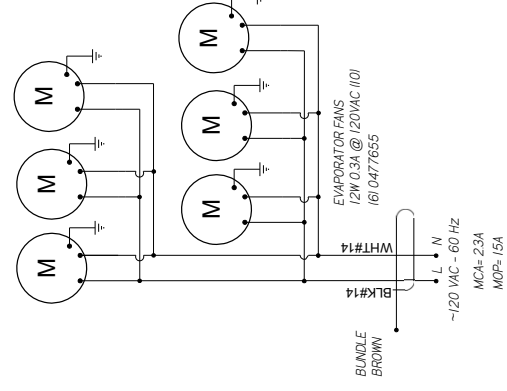 M
M
M
M
M
M
EVAPORATOR FANS
12W 0.3A @ 120VAC (10)
(6) 0477655
WHT#14
BLK#14
L N
~120 VAC - 60 Hz
MCA= 2.3A
MOP= 15A
BUNDLE
BROWN